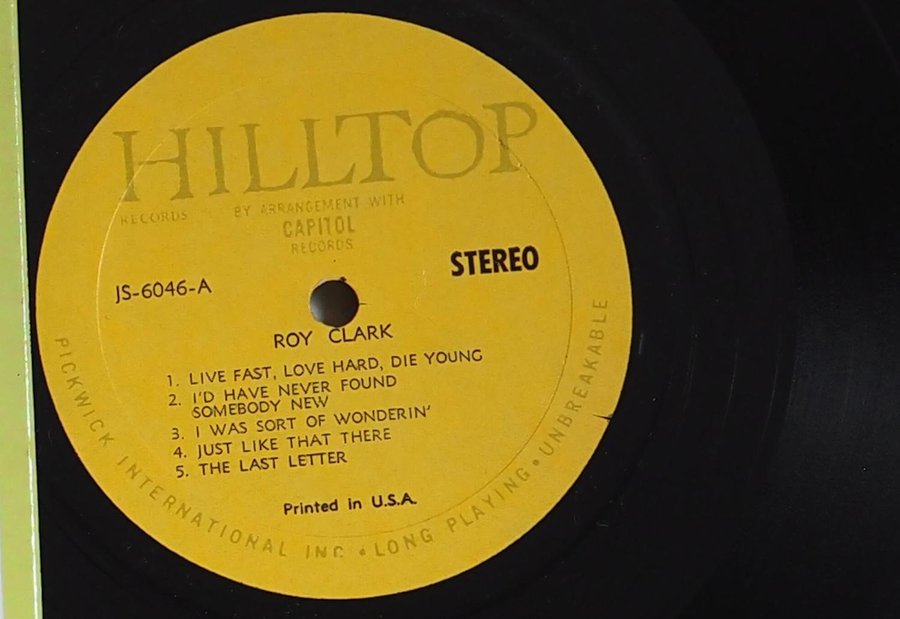 HILLTOP
RECORDS BY ARRANGEMENT WITH
CAPITOL
RECORDS
STEREO
JS-6046-A
ROY CLARK
1. LIVE FAST, LOVE HARD, DIE YOUNG
2. I'D HAVE NEVER FOUND
SOMEBODY NEW
3. I WAS SORT OF WONDERIN'
4. JUST LIKE THAT THERE
5. THE LAST LETTER
Printed in U.S.A.
PICKWICK INTERNATIONAL INC. • LONG PLAYING • UNBREAKABLE